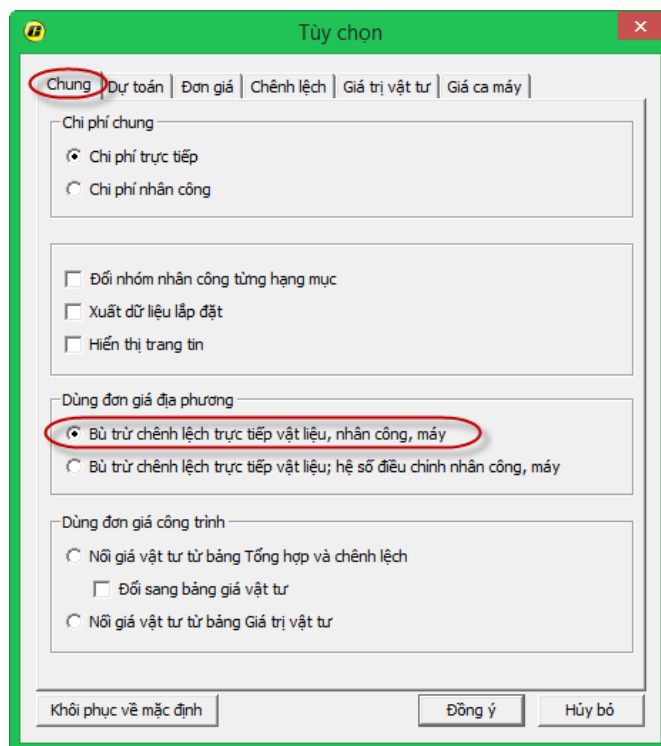 Tùy chọn
Chung Dự toán Đơn giá Chênh lệch Giá trị vật tư Giá ca máy
Chi phí chung
Chi phí trực tiếp
Chi phí nhân công
Đổi nhóm nhân công từng hạng mục
Xuất dữ liệu lắp đặt
Hiển thị trang tin
Dùng đơn giá địa phương
Bù trừ chênh lệch trực tiếp vật liệu, nhân công, máy
Bù trừ chênh lệch trực tiếp vật liệu; hệ số điều chỉnh nhân công, máy
Dùng đơn giá công trình
Nối giá vật tư từ bảng Tổng hợp và chênh lệch
Đổi sang bảng giá vật tư
Nối giá vật tư từ bảng Giá trị vật tư
Khôi phục về mặc định Đồng ý Hủy bỏ